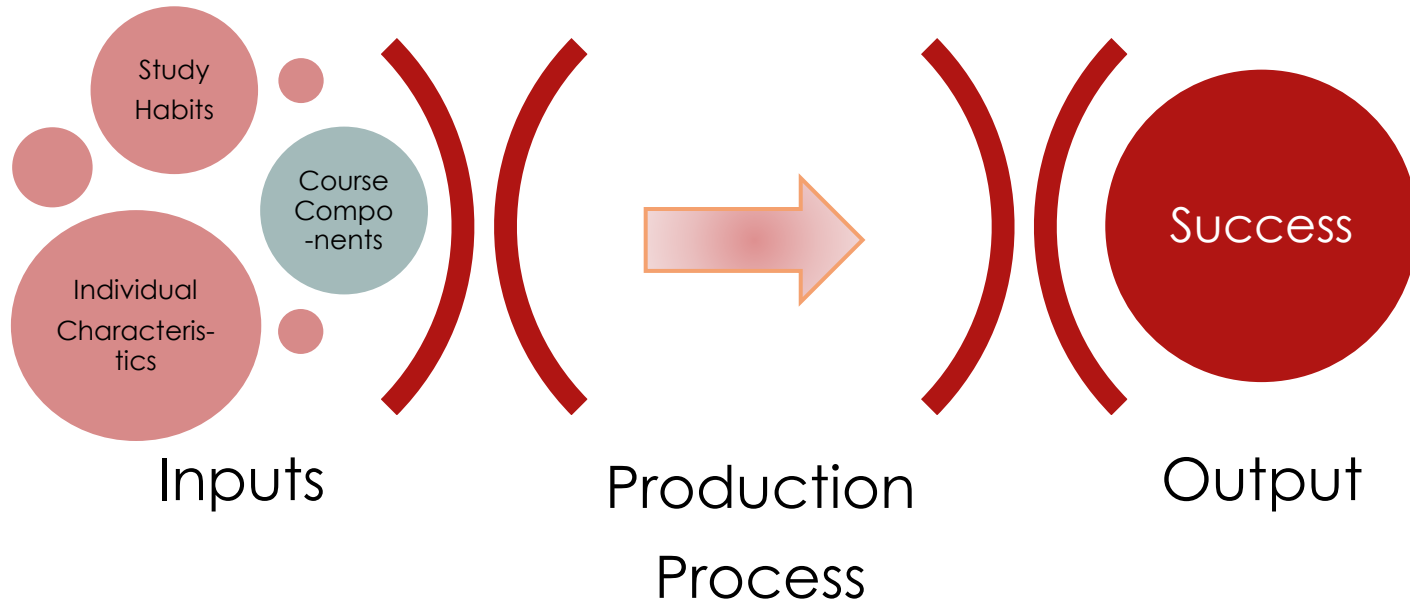 Study
Habits
Course
Compo
-nents
Individual
Characteris-
tics
Success
Inputs
Production
Process
Output